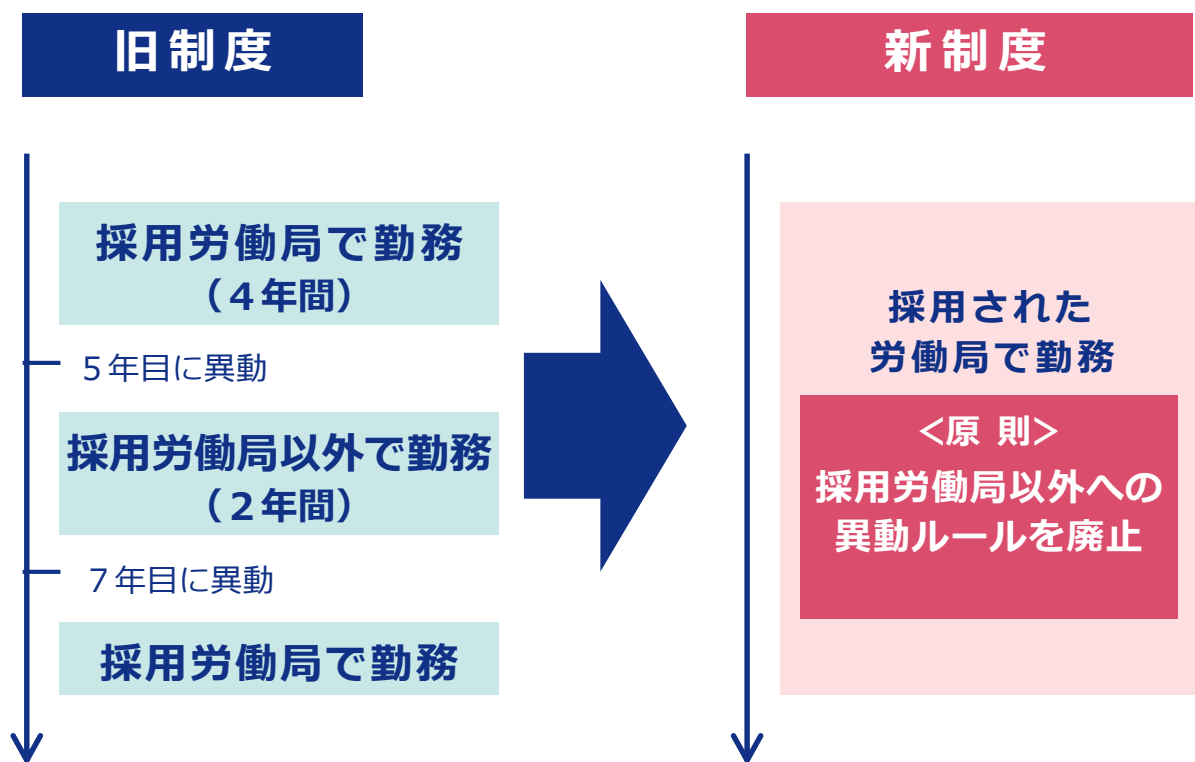 旧制度
採用労働局で勤務
（４年間）
５年目に異動
採用労働局以外で勤務
（２年間）
７年目に異動
採用労働局で勤務
新制度
採用された
労働局で勤務
＜原 則＞
採用労働局以外への
異動ルールを廃止